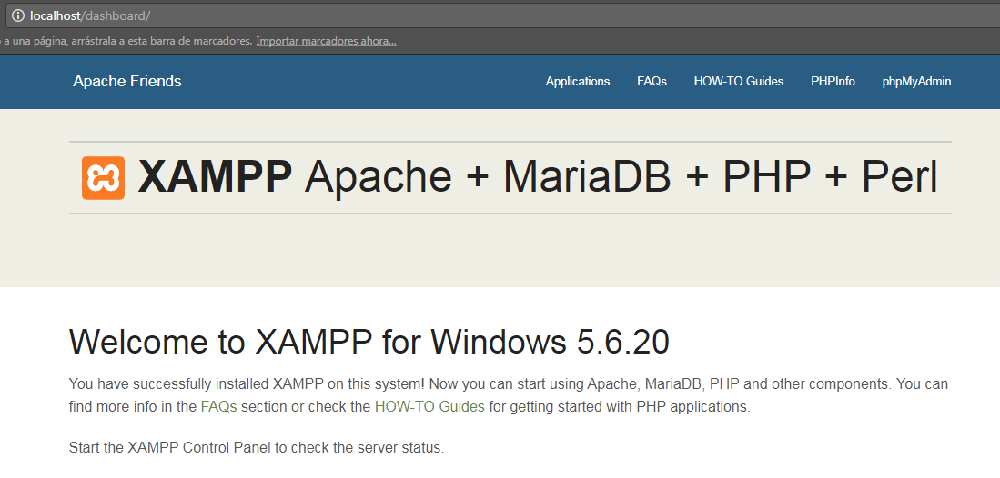 localhost/dashboard/
a una página, arrástrala a esta barra de marcadores. Importar marcadores ahora...
Apache Friends Applications FAQs HOW-TO Guides PHPInfo phpMyAdmin
XAMPP Apache + MariaDB + PHP + Perl
Welcome to XAMPP for Windows 5.6.20
You have successfully installed XAMPP on this system! Now you can start using Apache, MariaDB, PHP and other components. You can
find more info in the FAQs section or check the HOW-TO Guides for getting started with PHP applications.
Start the XAMPP Control Panel to check the server status.